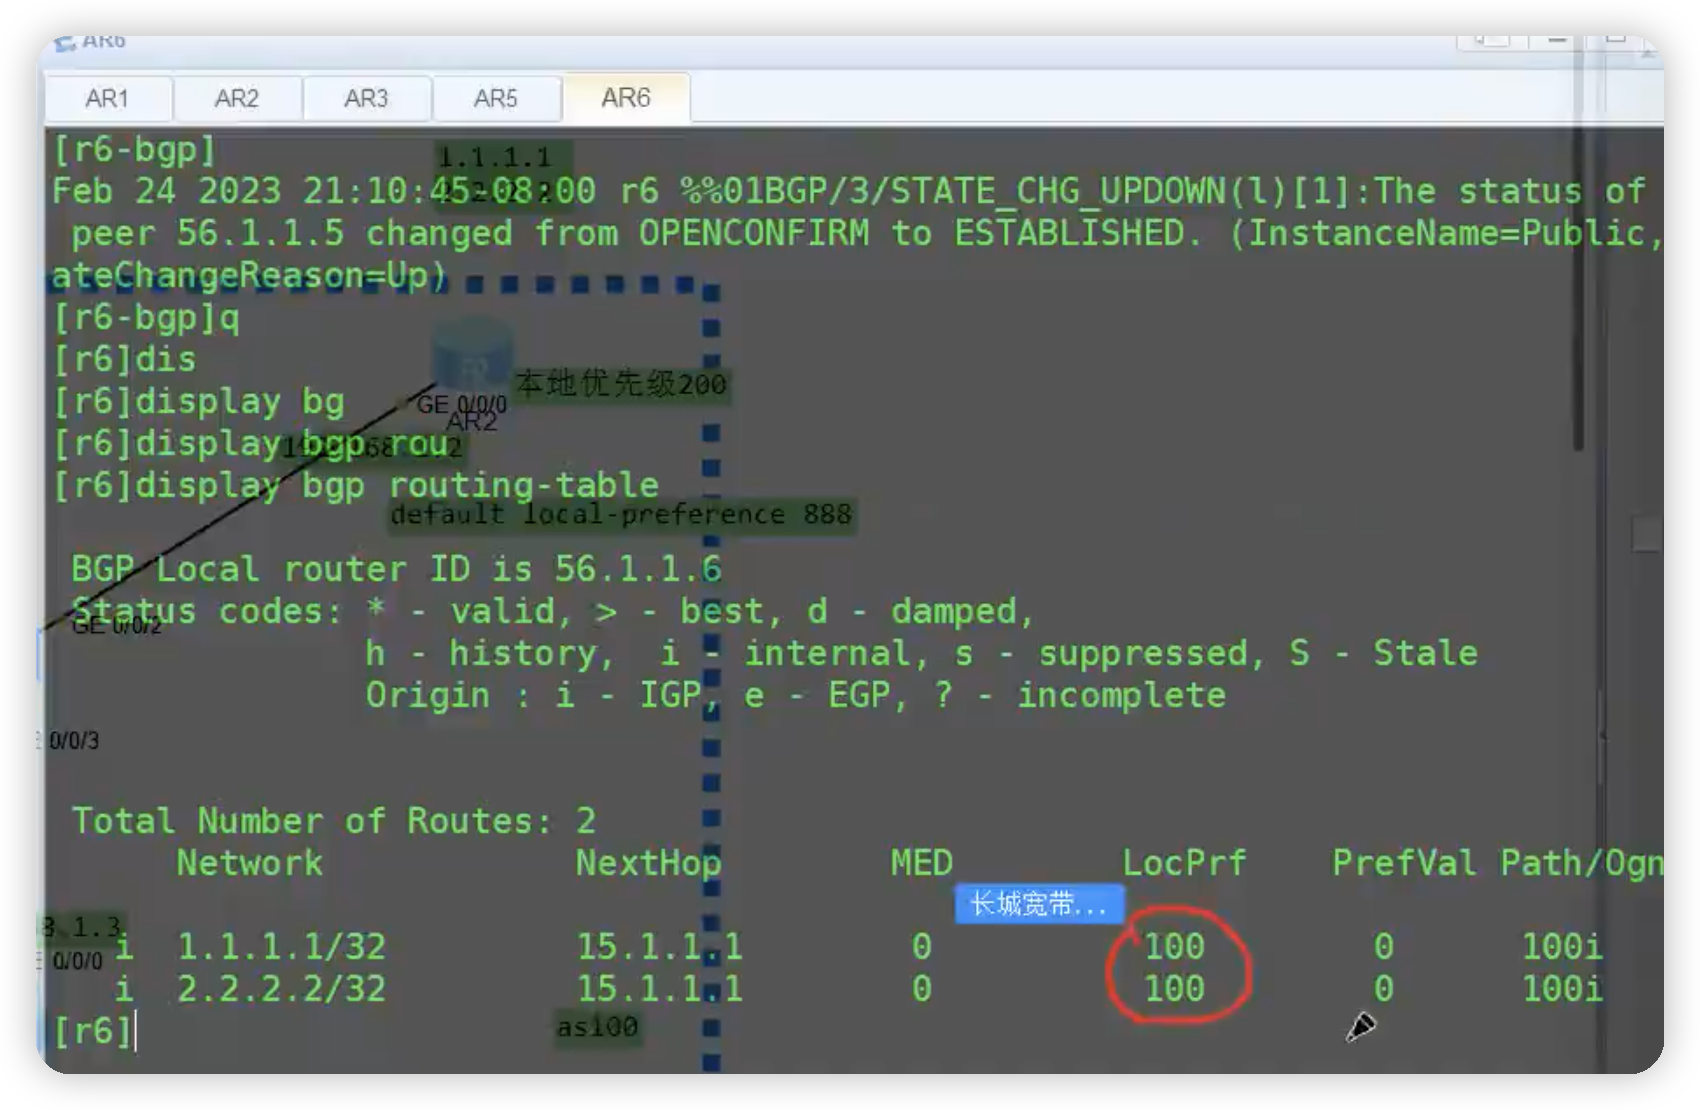 AR6
AR1 AR2 AR3 AR5 AR6
[r6-bgp]
1.1.1.1
Feb 24 2023 21:10:45-08:00 r6 %%01BGP/3/STATE_CHG_UPDOWN(l)[1]:The status of
peer 56.1.1.5 changed from OPENCONFIRM to ESTABLISHED. (InstanceName=Public,
ateChangeReason=Up)
[r6-bgp]q
[r6]dis
本地优先级200
[r6]display bg
GE 0/0/0
AR2
[r6]display bgp rou
[r6]display bgp routing-table
default local-preference 888
BGP Local router ID is 56.1.1.6
Status codes: * - valid, > - best, d - damped,
GE 0/0/2
h - history,  i - internal, s - suppressed, S - Stale
Origin : i - IGP, e - EGP, ? - incomplete
0/0/3
Total Number of Routes: 2
Network NextHop MED LocPrf PrefVal Path/Ogn
长城宽带...
3.1.3
i 1.1.1.1/32 15.1.1.1 0 100 0 100i
0/0/0
i 2.2.2.2/32 15.1.1.1 0 100 0 100i
[r6]
as100